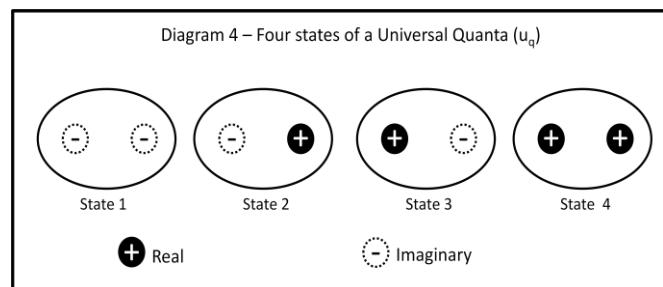 Diagram 4 – Four states of a Universal Quanta (uq)
- - - + + - + +
State 1 State 2 State 3 State 4
+ Real - Imaginary